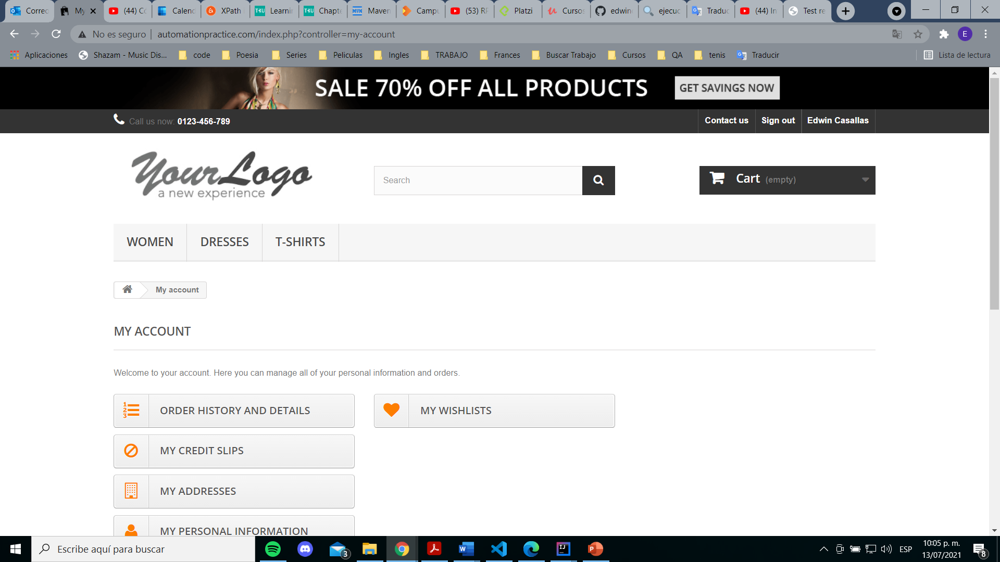 Correo
My
(44) Co
Calend
XPath
Learnin
Chapte
Maven
Campu
(53) RF
Platzi
Cursos
edwin
ejecuc
Traduc
(44) In
Test re
No es seguro | automationpractice.com/index.php?controller=my-account
E
Aplicaciones
Shazam - Music Dis...
code
Poesia
Series
Peliculas
Ingles
TRABAJO
Frances
Buscar Trabajo
Cursos
QA
tenis
Traducir
Lista de lectura
SALE 70% OFF ALL PRODUCTS
GET SAVINGS NOW
Call us now: 0123-456-789
Contact us
Sign out
Edwin Casallas
Your Logo
a new experience
Search
Cart (empty)
WOMEN
DRESSES
T-SHIRTS
My account
MY ACCOUNT
Welcome to your account. Here you can manage all of your personal information and orders.
ORDER HISTORY AND DETAILS
MY WISHLISTS
MY CREDIT SLIPS
MY ADDRESSES
MY PERSONAL INFORMATION
Escribe aquí para buscar
3
ESP
10:05 p. m.
13/07/2021
8